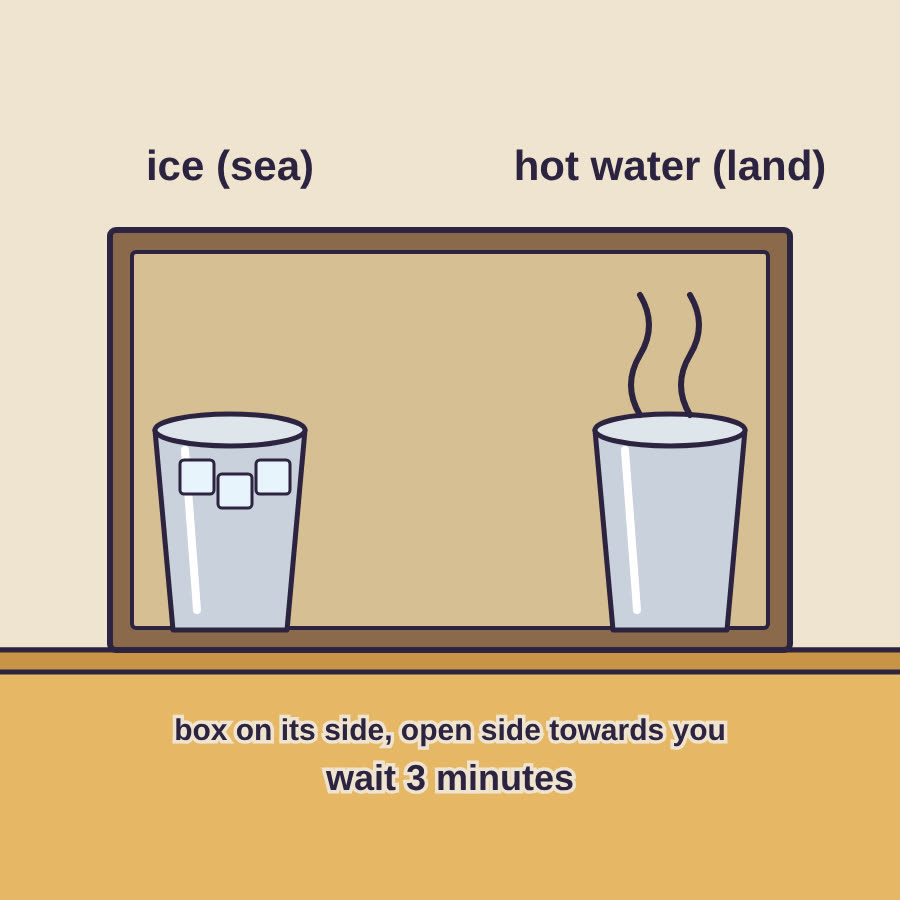 ice (sea)
hot water (land)
box on its side, open side towards you
wait 3 minutes